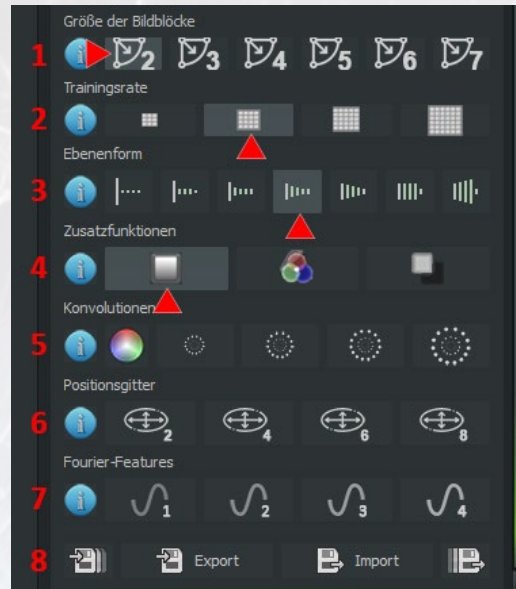 Größe der Bildblöcke
1 i 2 3 4 5 6 7
Trainingsrate
2 i
Ebenenform
3 i
Zusatzfunktionen
4 i
Konvolutionen
5 i
Positionsgitter
6 i 2 4 6 8
Fourier-Features
7 i 1 2 3 4
8 Export Import